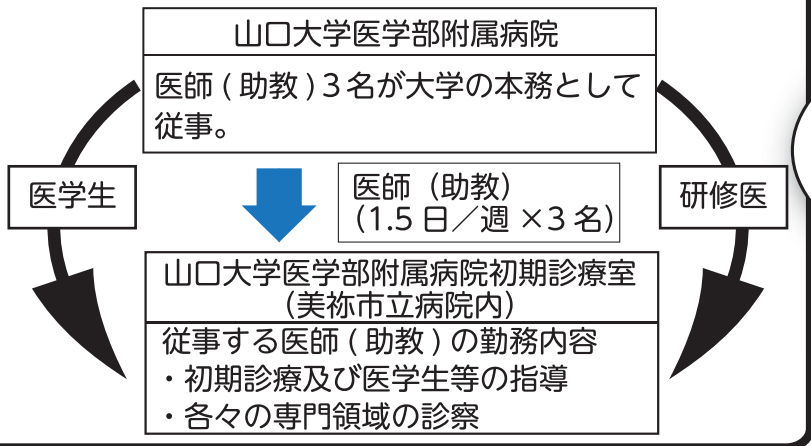 山口大学医学部附属病院
医師(助教)3名が大学の本務として
従事。
医学生
医師（助教）
（1.5日／週×3名）
研修医
山口大学医学部附属病院初期診療室
（美祢市立病院内）
従事する医師(助教)の勤務内容
・初期診療及び医学生等の指導
・各々の専門領域の診察